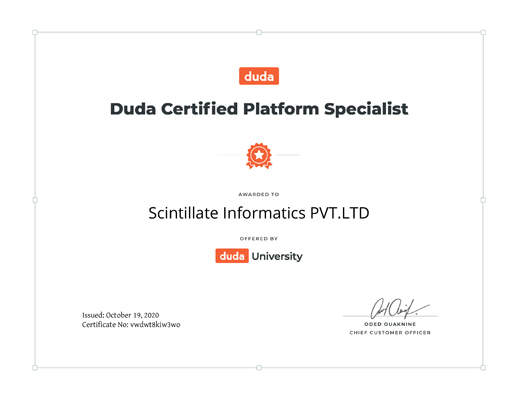 duda
Duda Certified Platform Specialist
AWARDED TO
Scintillate Informatics PVT.LTD
OFFERED BY
duda University
Issued: October 19, 2020
Certificate No: vwdwt8kiw3wo
ODED OUAKNINE
CHIEF CUSTOMER OFFICER